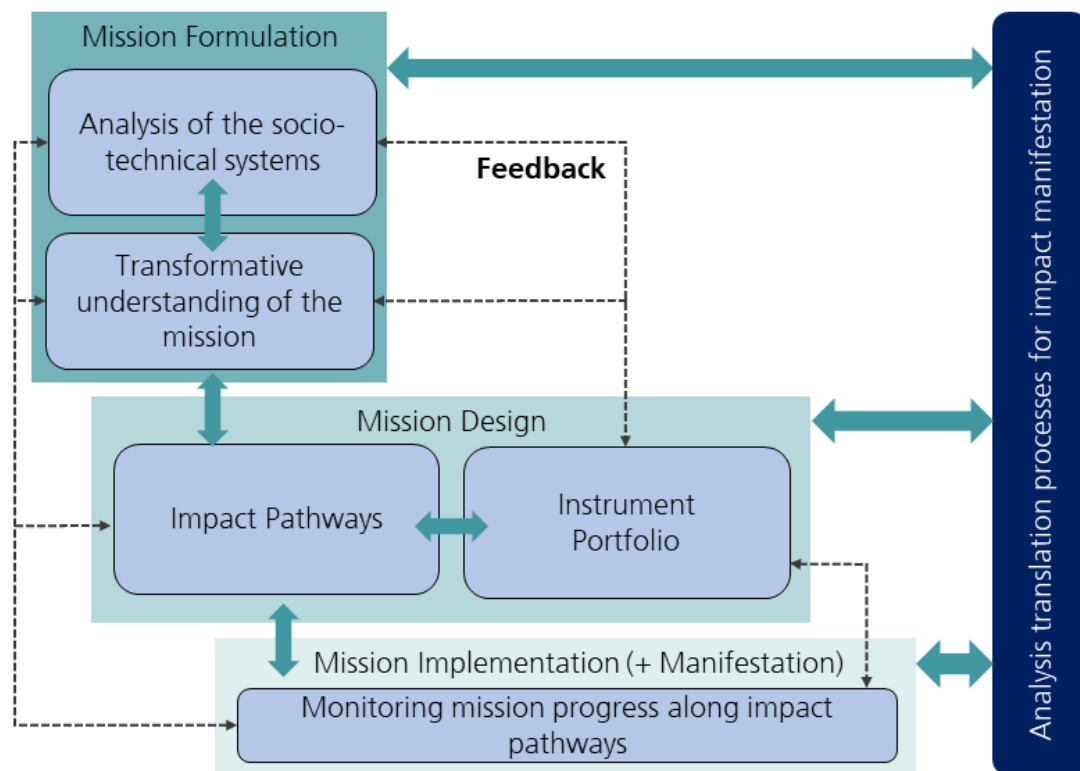 Mission Formulation
Analysis of the socio-
technical systems
Feedback
Transformative
understanding of the
mission
Mission Design
Impact Pathways
Instrument
Portfolio
Mission Implementation (+ Manifestation)
Monitoring mission progress along impact
pathways
Analysis translation processes for impact manifestation